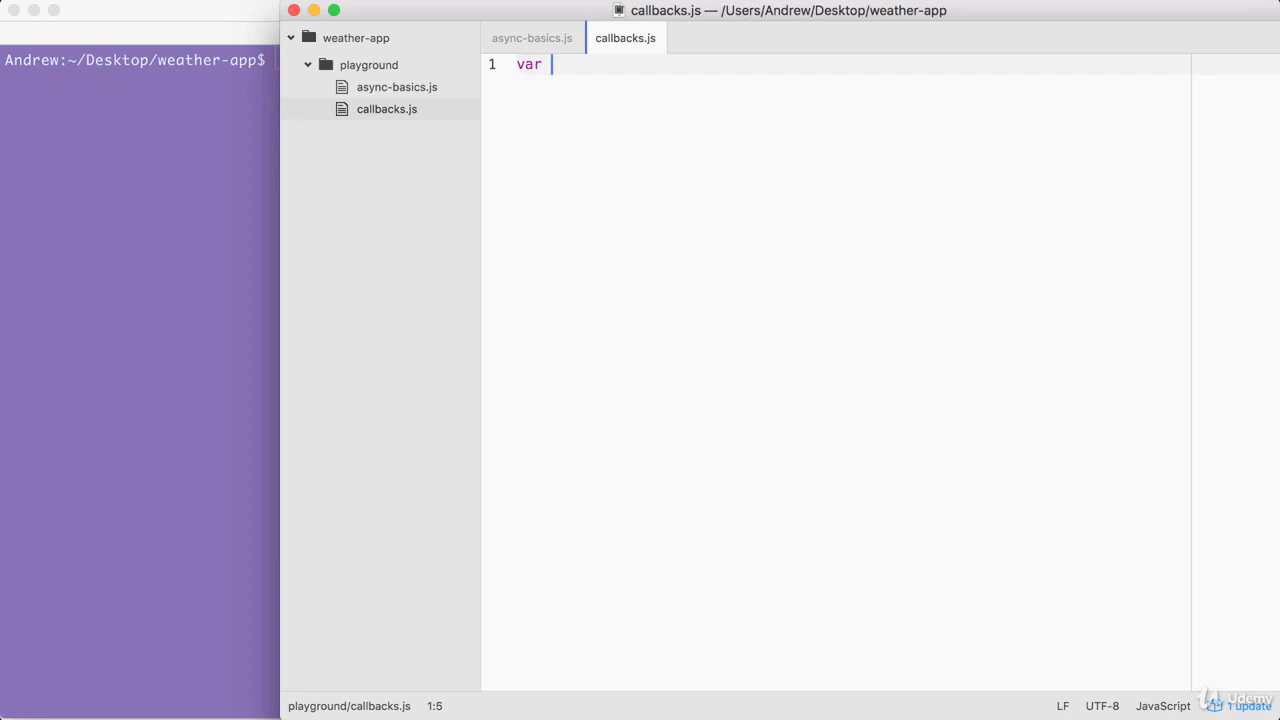 callbacks.js — /Users/Andrew/Desktop/weather-app
Andrew:~/Desktop/weather-app$
weather-app
playground
async-basics.js
callbacks.js
async-basics.js
callbacks.js
1 var
playground/callbacks.js 1:5
LF UTF-8 JavaScript 1 update
Udemy